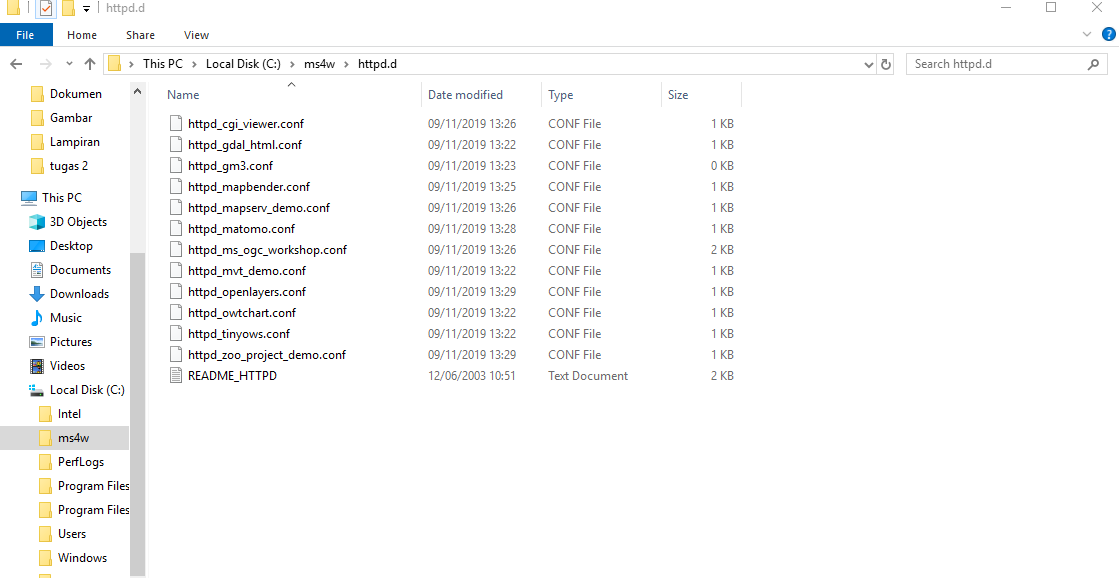 httpd.d
File Home Share View
This PC Local Disk (C:) ms4w httpd.d Search httpd.d
Dokumen
Gambar
Lampiran
tugas 2
This PC
3D Objects
Desktop
Documents
Downloads
Music
Pictures
Videos
Local Disk (C:)
Intel
ms4w
PerfLogs
Program Files
Program Files
Users
Windows
Name Date modified Type Size
httpd_cgi_viewer.conf 09/11/2019 13:26 CONF File 1 KB
httpd_gdal_html.conf 09/11/2019 13:22 CONF File 1 KB
httpd_gm3.conf 09/11/2019 13:23 CONF File 0 KB
httpd_mapbender.conf 09/11/2019 13:25 CONF File 1 KB
httpd_mapserv_demo.conf 09/11/2019 13:26 CONF File 1 KB
httpd_matomo.conf 09/11/2019 13:28 CONF File 1 KB
httpd_ms_ogc_workshop.conf 09/11/2019 13:26 CONF File 2 KB
httpd_mvt_demo.conf 09/11/2019 13:22 CONF File 1 KB
httpd_openlayers.conf 09/11/2019 13:29 CONF File 1 KB
httpd_owtchart.conf 09/11/2019 13:22 CONF File 1 KB
httpd_tinyows.conf 09/11/2019 13:22 CONF File 1 KB
httpd_zoo_project_demo.conf 09/11/2019 13:29 CONF File 1 KB
README_HTTPD 12/06/2003 10:51 Text Document 2 KB